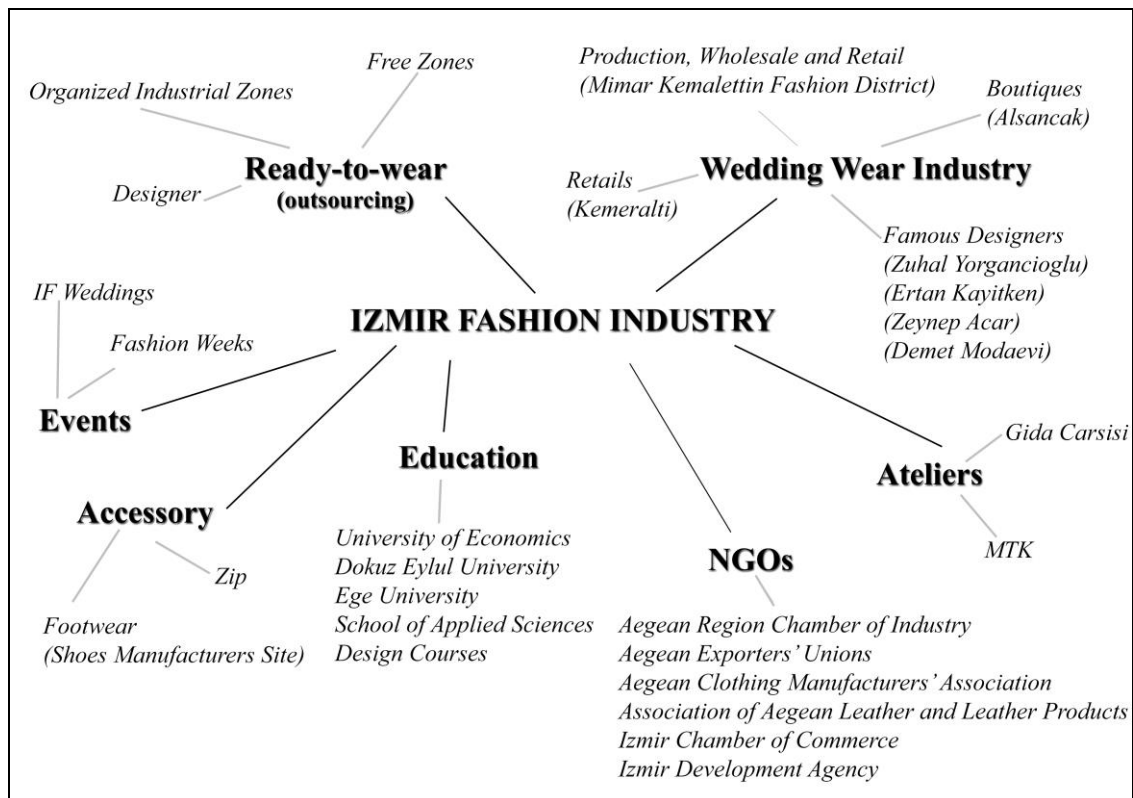 Free Zones
Organized Industrial Zones
Ready-to-wear
(outsourcing)
Designer
Production, Wholesale and Retail
(Mimar Kemalettin Fashion District)
Boutiques
(Alsancak)
Wedding Wear Industry
Retails
(Kemeralti)
Famous Designers
(Zuhal Yorgancioglu)
(Ertan Kayitken)
(Zeynep Acar)
(Demet Modaevi)
IZMIR FASHION INDUSTRY
IF Weddings
Fashion Weeks
Events
Education
University of Economics
Dokuz Eylul University
Ege University
School of Applied Sciences
Design Courses
Accessory
Zip
Footwear
(Shoes Manufacturers Site)
Gida Carsisi
Ateliers
MTK
NGOs
Aegean Region Chamber of Industry
Aegean Exporters’ Unions
Aegean Clothing Manufacturers’ Association
Association of Aegean Leather and Leather Products
Izmir Chamber of Commerce
Izmir Development Agency